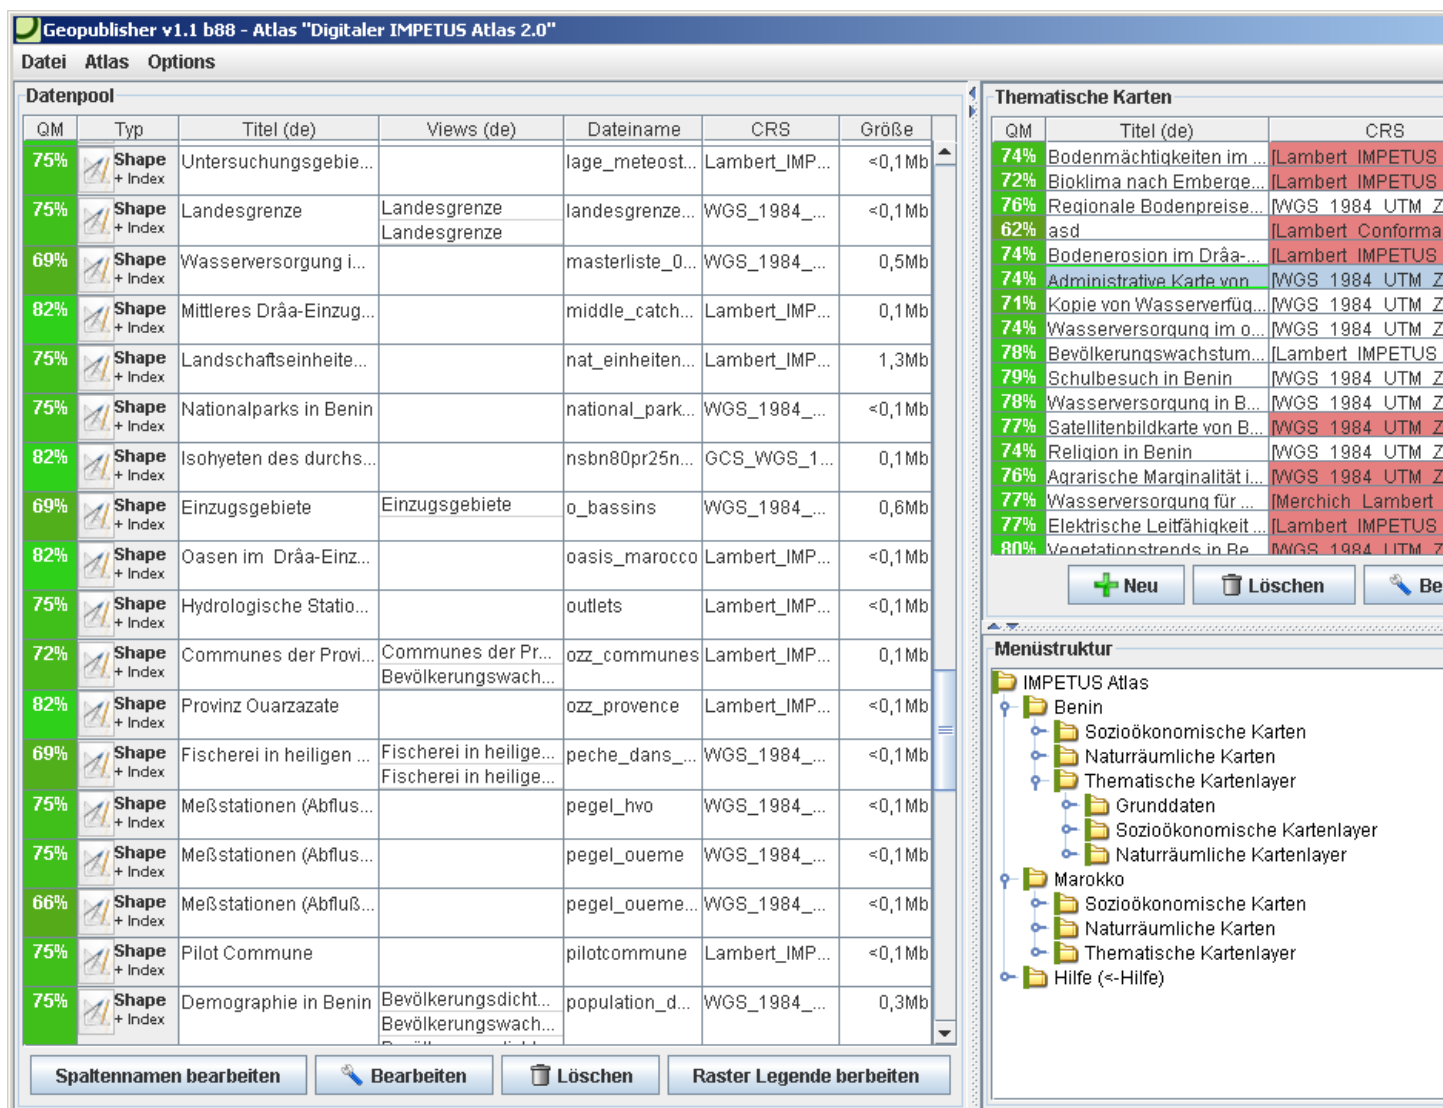 Geopublisher v1.1 b88 - Atlas "Digitaler IMPETUS Atlas 2.0"
Datei Atlas Options
Datenpool
QM Typ Titel (de) Views (de) Dateiname CRS Größe
75% Shape + Index Untersuchungsgebie... lage_meteost... Lambert_IMP... <0,1Mb
75% Shape + Index Landesgrenze Landesgrenze Landesgrenze landesgrenze... WGS_1984_... <0,1Mb
69% Shape + Index Wasserversorgung i... masterliste_0... WGS_1984_... 0,5Mb
82% Shape + Index Mittleres Drâa-Einzug... middle_catch... Lambert_IMP... 0,1Mb
75% Shape + Index Landschaftseinheite... nat_einheiten... Lambert_IMP... 1,3Mb
75% Shape + Index Nationalparks in Benin national_park... WGS_1984_... <0,1Mb
82% Shape + Index Isohyeten des durchs... nsbn80pr25n... GCS_WGS_1... 0,1Mb
69% Shape + Index Einzugsgebiete Einzugsgebiete o_bassins WGS_1984_... 0,6Mb
82% Shape + Index Oasen im Drâa-Einz... oasis_marocco Lambert_IMP... <0,1Mb
75% Shape + Index Hydrologische Statio... outlets Lambert_IMP... <0,1Mb
72% Shape + Index Communes der Provi... Communes der Pr... Bevölkerungswach... ozz_communes Lambert_IMP... 0,1Mb
82% Shape + Index Provinz Ouarzazate ozz_provence Lambert_IMP... <0,1Mb
69% Shape + Index Fischerei in heiligen ... Fischerei in heilige... Fischerei in heilige... peche_dans_... WGS_1984_... <0,1Mb
75% Shape + Index Meßstationen (Abflus... pegel_hvo WGS_1984_... <0,1Mb
75% Shape + Index Meßstationen (Abflus... pegel_oueme WGS_1984_... <0,1Mb
66% Shape + Index Meßstationen (Abfluß... pegel_oueme... WGS_1984_... <0,1Mb
75% Shape + Index Pilot Commune pilotcommune Lambert_IMP... <0,1Mb
75% Shape + Index Demographie in Benin Bevölkerungsdicht... Bevölkerungswach... population_d... WGS_1984_... 0,3Mb
Spaltennamen bearbeiten Bearbeiten Löschen Raster Legende berbeiten
Thematische Karten
QM Titel (de) CRS
74% Bodenmächtigkeiten im ... [Lambert_IMPETUS
72% Bioklima nach Emberge... [Lambert_IMPETUS
76% Regionale Bodenpreise... [WGS_1984_UTM_Z
62% asd [Lambert_Conforma
74% Bodenerosion im Drâa-... [Lambert_IMPETUS
74% Administrative Karte von [WGS_1984_UTM_Z
71% Kopie von Wasserverfüg... [WGS_1984_UTM_Z
74% Wasserversorgung im o... [WGS_1984_UTM_Z
78% Bevölkerungswachstum... [Lambert_IMPETUS
79% Schulbesuch in Benin [WGS_1984_UTM_Z
78% Wasserversorgung in B... [WGS_1984_UTM_Z
77% Satellitenbildkarte von B... [WGS_1984_UTM_Z
74% Religion in Benin [WGS_1984_UTM_Z
76% Agrarische Marginalität i... [WGS_1984_UTM_Z
77% Wasserversorgung für ... [Merchich_Lambert
77% Elektrische Leitfähigkeit ... [Lambert_IMPETUS
80% Vegetationstrends in Be... [WGS_1984_UTM_Z
Neu Löschen Be
Menüstruktur
IMPETUS Atlas
Benin
Sozioökonomische Karten
Naturräumliche Karten
Thematische Kartenlayer
Grunddaten
Sozioökonomische Kartenlayer
Naturräumliche Kartenlayer
Marokko
Sozioökonomische Karten
Naturräumliche Karten
Thematische Kartenlayer
Hilfe (<-Hilfe)